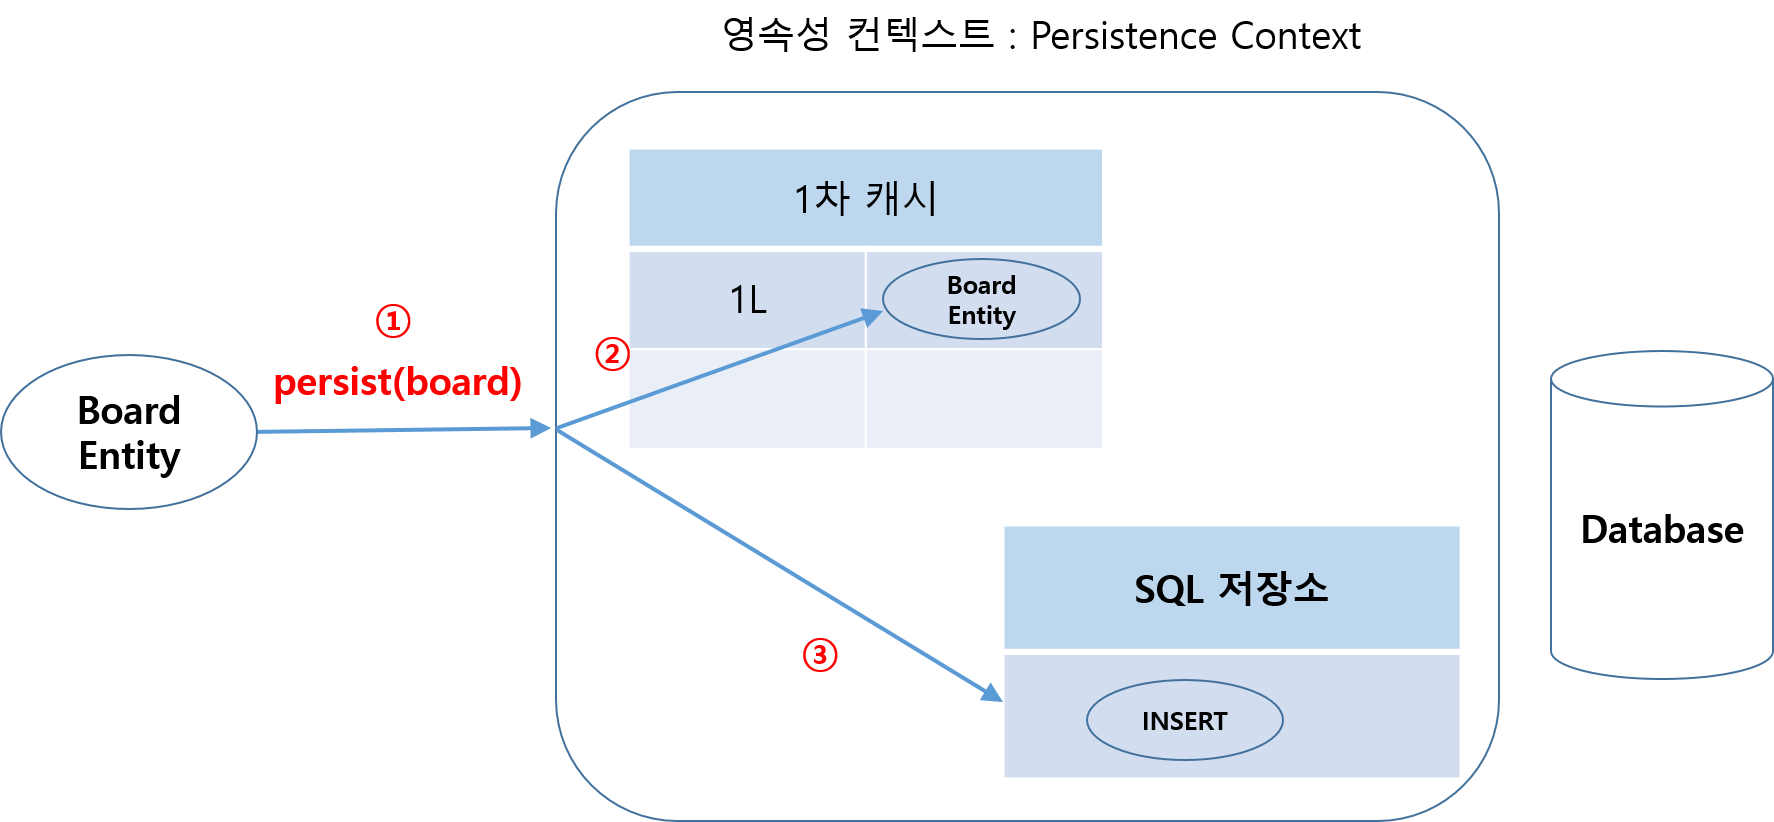 영속성 컨텍스트 : Persistence Context
1차 캐시
1L
Board
Entity
①
persist(board)
②
Board
Entity
Database
SQL 저장소
③
INSERT